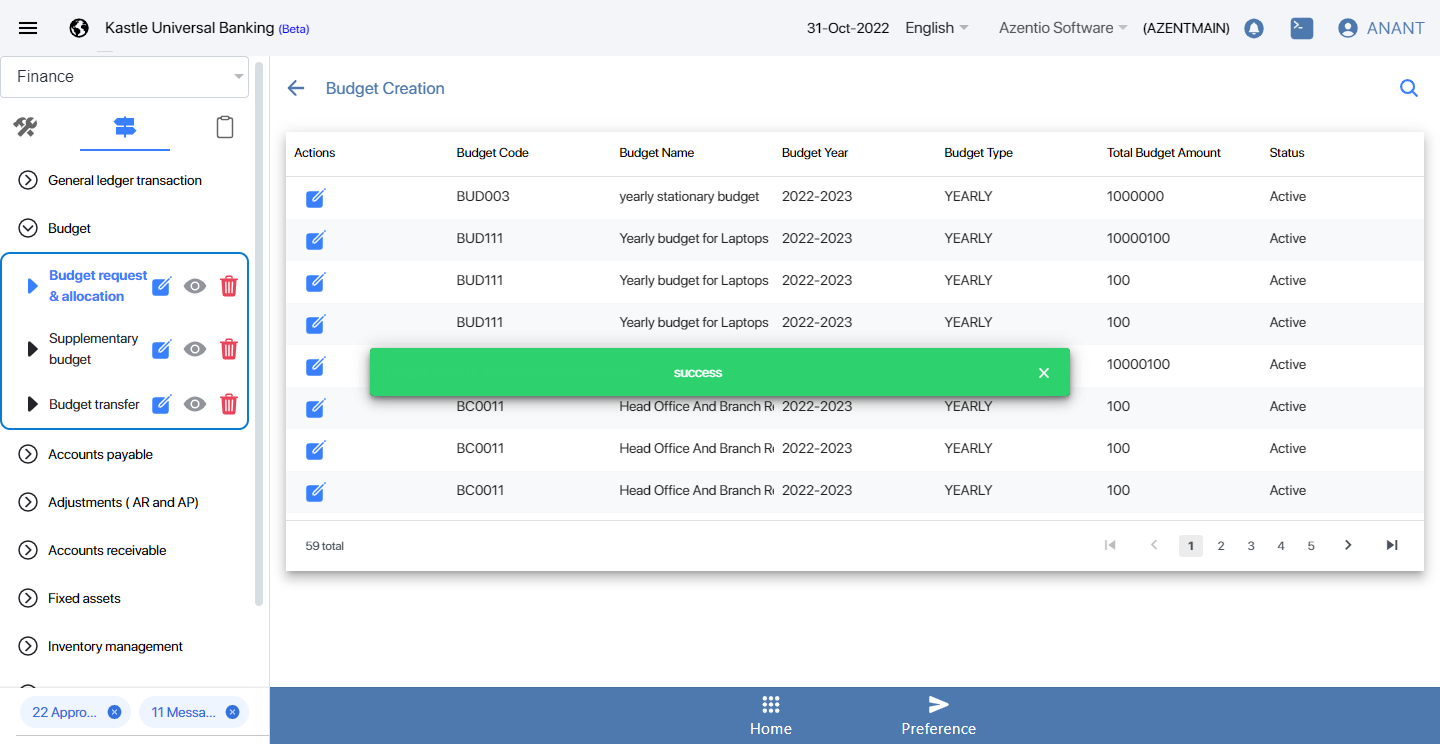 Kastle Universal Banking (Beta)
31-Oct-2022
English
Azentio Software
(AZENTMAIN)
ANANT
Finance
General ledger transaction
Budget
Budget request
& allocation
Supplementary
budget
Budget transfer
Accounts payable
Adjustments ( AR and AP)
Accounts receivable
Fixed assets
Inventory management
22 Appro...
11 Messa...
Budget Creation
Actions Budget Code Budget Name Budget Year Budget Type Total Budget Amount Status
BUD003 yearly stationary budget 2022-2023 YEARLY 1000000 Active
BUD111 Yearly budget for Laptops 2022-2023 YEARLY 10000100 Active
BUD111 Yearly budget for Laptops 2022-2023 YEARLY 100 Active
BUD111 Yearly budget for Laptops 2022-2023 YEARLY 100 Active
10000100 Active
success
BC0011 Head Office And Branch 2022-2023 YEARLY 100 Active
BC0011 Head Office And Branch 2022-2023 YEARLY 100 Active
BC0011 Head Office And Branch 2022-2023 YEARLY 100 Active
59 total
1 2 3 4 5
Home
Preference